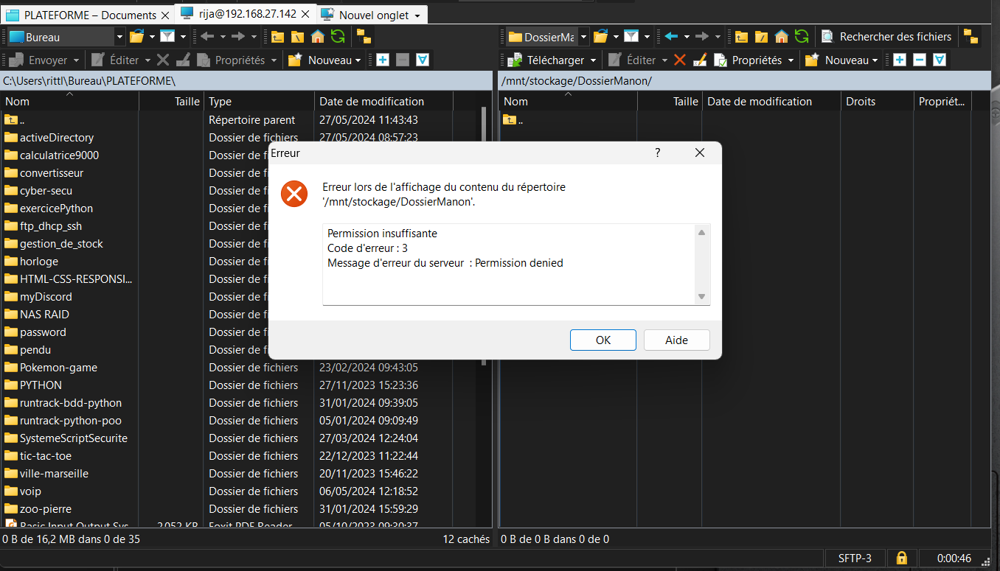 PLATEFORME – Documents
rija@192.168.27.142
Nouvel onglet
Bureau
DossierMa
Rechercher des fichiers
Envoyer
Éditer
Propriétés
Nouveau
Télécharger
Éditer
Propriétés
Nouveau
C:\Users\rittl\Bureau\PLATEFORME\
/mnt/stockage/DossierManon/
Nom Taille Type Date de modification
Nom Taille Date de modification Droits Propriét...
.. Répertoire parent 27/05/2024 11:43:43
..
activeDirectory Dossier de fichiers 27/05/2024 08:57:23
calculatrice9000 Dossier de fi
convertisseur Dossier de fi
cyber-secu Dossier de fi
exercicePython Dossier de fi
ftp_dhcp_ssh Dossier de fi
gestion_de_stock Dossier de fi
horloge Dossier de fi
HTML-CSS-RESPONSI... Dossier de fi
myDiscord Dossier de fi
NAS RAID Dossier de fi
password Dossier de fi
pendu Dossier de fi
Pokemon-game Dossier de fichiers 23/02/2024 09:43:05
PYTHON Dossier de fichiers 27/11/2023 15:23:36
runtrack-bdd-python Dossier de fichiers 31/01/2024 09:39:05
runtrack-python-poo Dossier de fichiers 05/01/2024 09:09:49
SystemeScriptSecurite Dossier de fichiers 27/03/2024 12:24:04
tic-tac-toe Dossier de fichiers 22/12/2023 11:22:44
ville-marseille Dossier de fichiers 20/11/2023 15:46:22
voip Dossier de fichiers 06/05/2024 12:18:52
zoo-pierre Dossier de fichiers 31/01/2024 15:59:29
Basic Input Output Sys 2 052 KB Foxit PDF Reader 05/10/2023 09:30:37
Erreur
?
Erreur lors de l'affichage du contenu du répertoire
'/mnt/stockage/DossierManon'.
Permission insuffisante
Code d'erreur : 3
Message d'erreur du serveur : Permission denied
OK
Aide
0 B de 16,2 MB dans 0 de 35
12 cachés
0 B de 0 B dans 0 de 0
SFTP-3
0:00:46